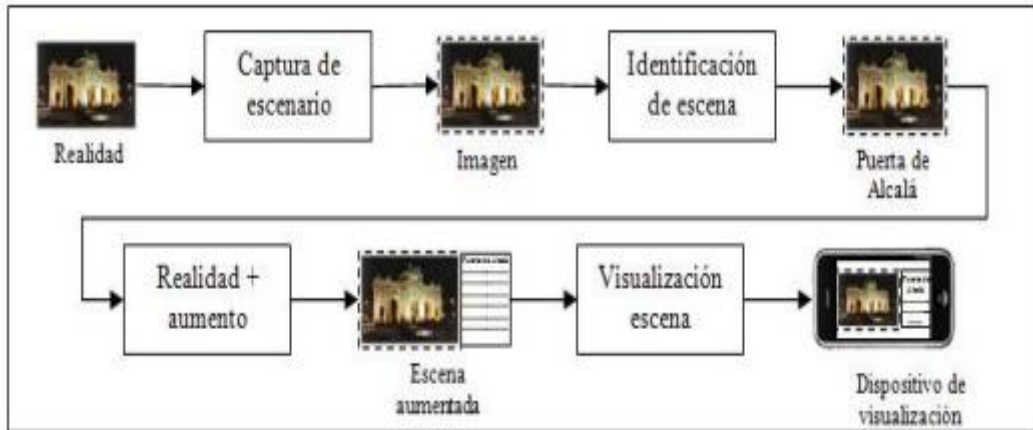 Captura de
escenario
Identificación
de escena
Realidad
Imagen
Puerta de
Alcalá
Realidad +
aumento
Visualización
escena
Escena
aumentada
Dispositivo de
visualización